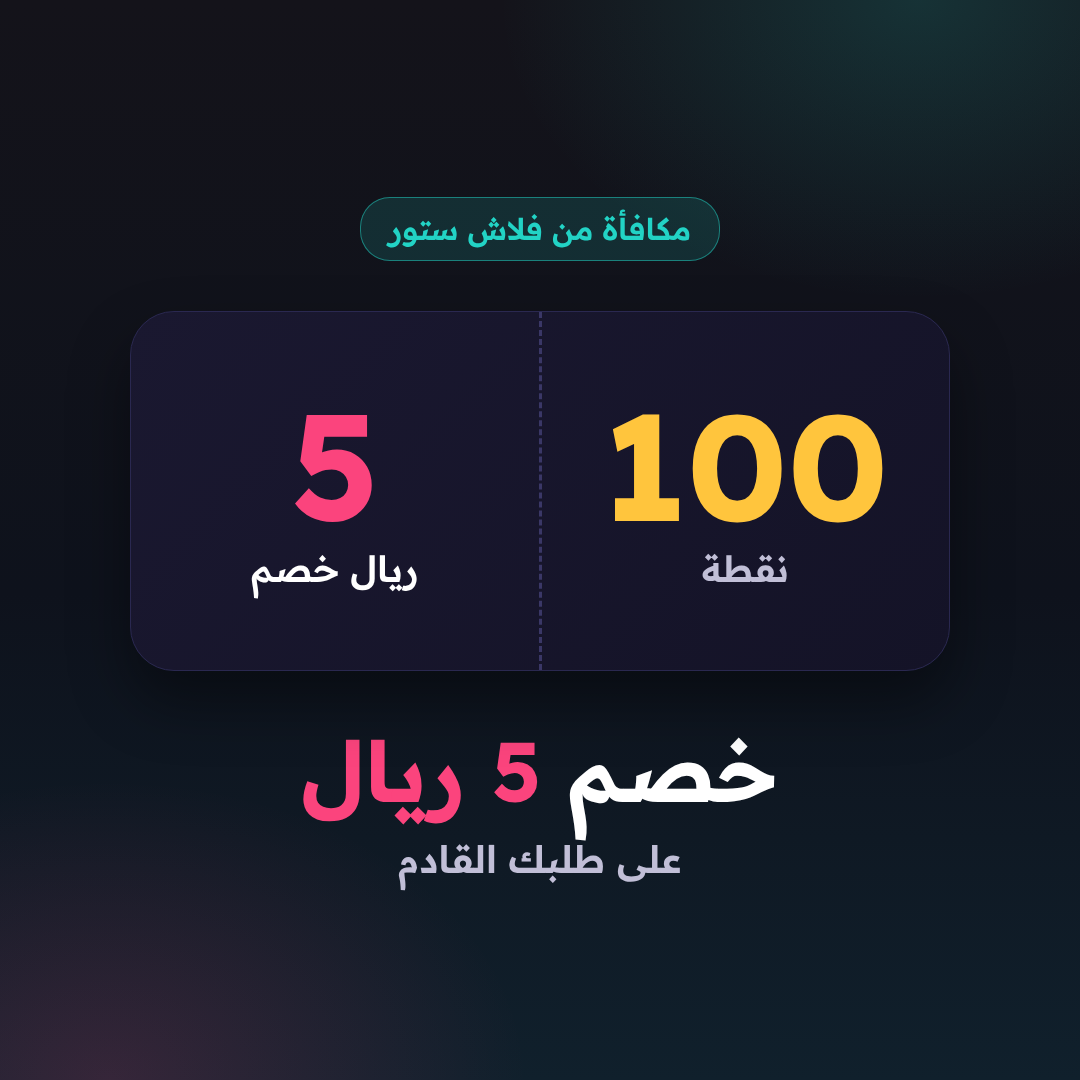 مكافأة من فلاش ستور
100
نقطة
5
ريال خصم
خصم 5 ريال
على طلبك القادم